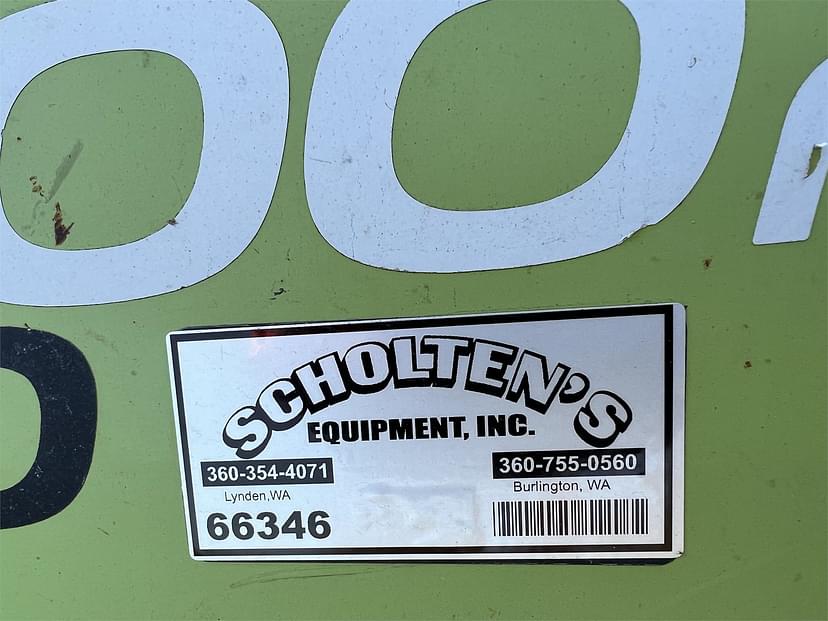 SCHOLTEN'S
EQUIPMENT, INC.
360-354-4071
Lynden,WA
66346
360-755-0560
Burlington, WA